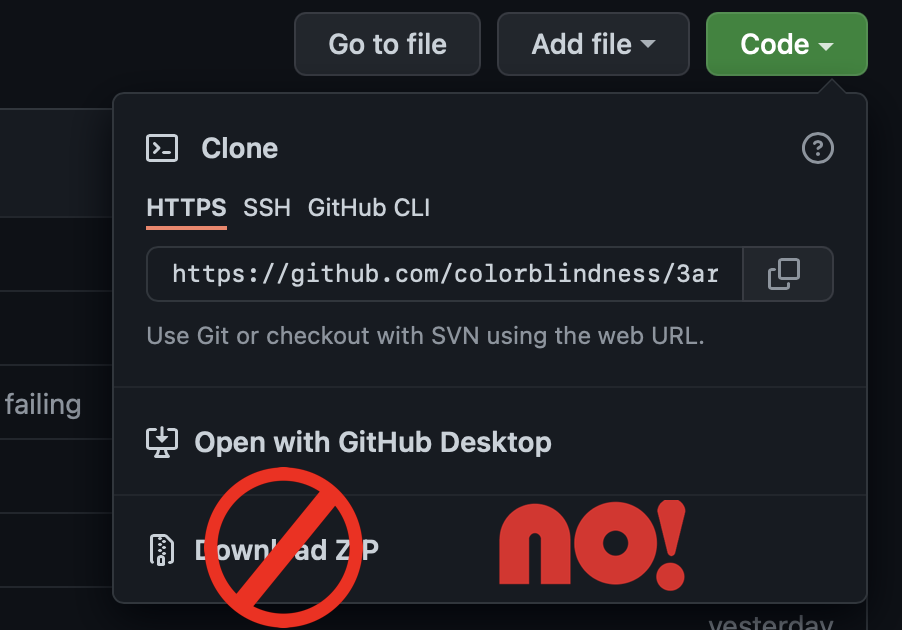 Go to file Add file Code
Clone
HTTPS SSH GitHub CLI
https://github.com/colorblindness/3ar
Use Git or checkout with SVN using the web URL.
failing
Open with GitHub Desktop
Download ZIP
no!
yesterday